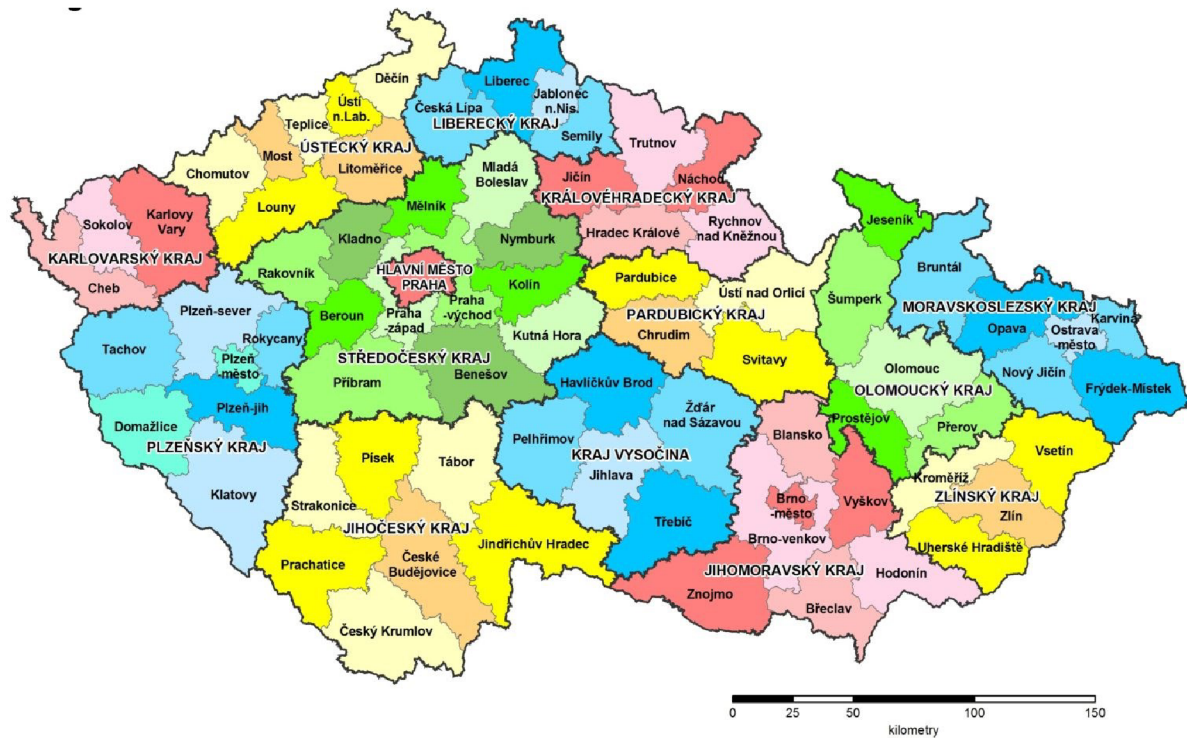 Děčín
Liberec
Ústí
n.Lab.
Česká Lípa
Jablonec
n.Nis.
Teplice
LIBERECKÝ KRAJ
Semily
Trutnov
Most
ÚSTECKÝ KRAJ
Litoměřice
Chomutov
Mladá
Boleslav
Jičín
Náchod
KRÁLOVÉHRADECKÝ KRAJ
Louny
Mělník
Karlovy
Vary
Sokolov
Jeseník
Rychnov
nad Kněžnou
Hradec Králové
Kladno
Nymburk
KARLOVARSKÝ KRAJ
Cheb
Rakovník
HLAVNÍ MĚSTO
PRAHA
Pardubice
Kolín
Bruntál
Ústí nad Orlicí
Šumperk
MORAVSKOSLEZSKÝ KRAJ
Plzeň-sever
Beroun
Praha
-západ
Praha
-východ
PARDUBICKÝ KRAJ
Karviná
Opava
Ostrava
-město
Rokycany
Kutná Hora
Chrudim
Tachov
Plzeň
-město
STŘEDOČESKÝ KRAJ
Svitavy
Olomouc
Nový Jičín
Benešov
Příbram
Havlíčkův Brod
OLOMOUCKÝ KRAJ
Frýdek-Místek
Plzeň-jih
Prostějov
Žďár
nad Sázavou
Domažlice
Přerov
Blansko
PLZEŇSKÝ KRAJ
Pelhřimov
Vsetín
Písek
Tábor
KRAJ VYSOČINA
Jihlava
Kroměříž
Klatovy
Brno
-město
Vyškov
ZLÍNSKÝ KRAJ
Strakonice
Zlín
Třebíč
JIHOČESKÝ KRAJ
Jindřichův Hradec
Brno-venkov
Uherské Hradiště
Prachatice
České
Budějovice
JIHOMORAVSKÝ KRAJ
Hodonín
Znojmo
Břeclav
Český Krumlov
0 25 50 100 150
kilometry